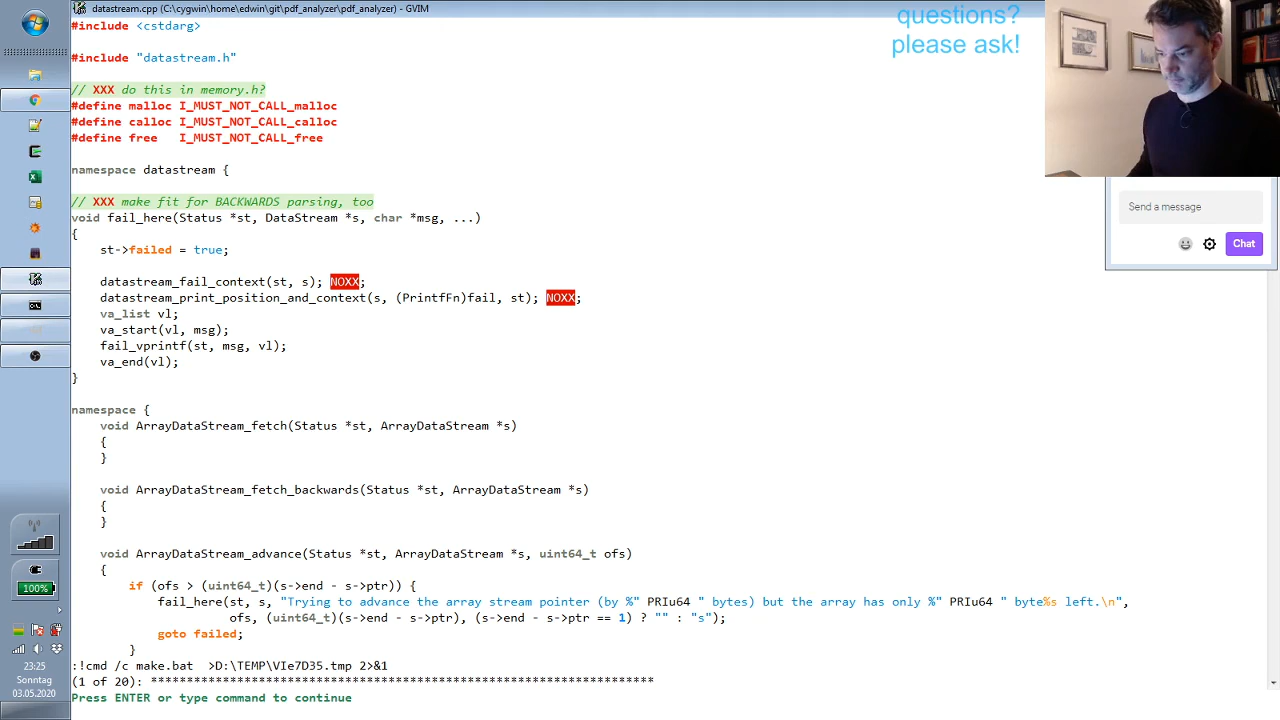 datastream.cpp (C:\cygwin\home\edwin\git\pdf_analyzer\pdf_analyzer) - GVIM
questions?
please ask!
#include <cstdarg>
#include "datastream.h"
// XXX do this in memory.h?
#define malloc I_MUST_NOT_CALL_malloc
#define calloc I_MUST_NOT_CALL_calloc
#define free   I_MUST_NOT_CALL_free
namespace datastream {
// XXX make fit for BACKWARDS parsing, too
void fail_here(Status *st, DataStream *s, char *msg, ...)
{
    st->failed = true;
    datastream_fail_context(st, s); NOXX;
    datastream_print_position_and_context(s, (PrintfFn)fail, st); NOXX;
    va_list vl;
    va_start(vl, msg);
    fail_vprintf(st, msg, vl);
    va_end(vl);
}
namespace {
    void ArrayDataStream_fetch(Status *st, ArrayDataStream *s)
    {
    }
    void ArrayDataStream_fetch_backwards(Status *st, ArrayDataStream *s)
    {
    }
    void ArrayDataStream_advance(Status *st, ArrayDataStream *s, uint64_t ofs)
    {
        if (ofs > (uint64_t)(s->end - s->ptr)) {
            fail_here(st, s, "Trying to advance the array stream pointer (by %" PRIu64 " bytes) but the array has only %" PRIu64 " byte%s left.\n",
                      ofs, (uint64_t)(s->end - s->ptr), (s->end - s->ptr == 1) ? "" : "s");
            goto failed;
        }
:!cmd /c make.bat  >D:\TEMP\VIe7D35.tmp 2>&1
(1 of 20): **********************************************************************
Press ENTER or type command to continue
Send a message
Chat
100%
23:25
Sonntag
03.05.2020